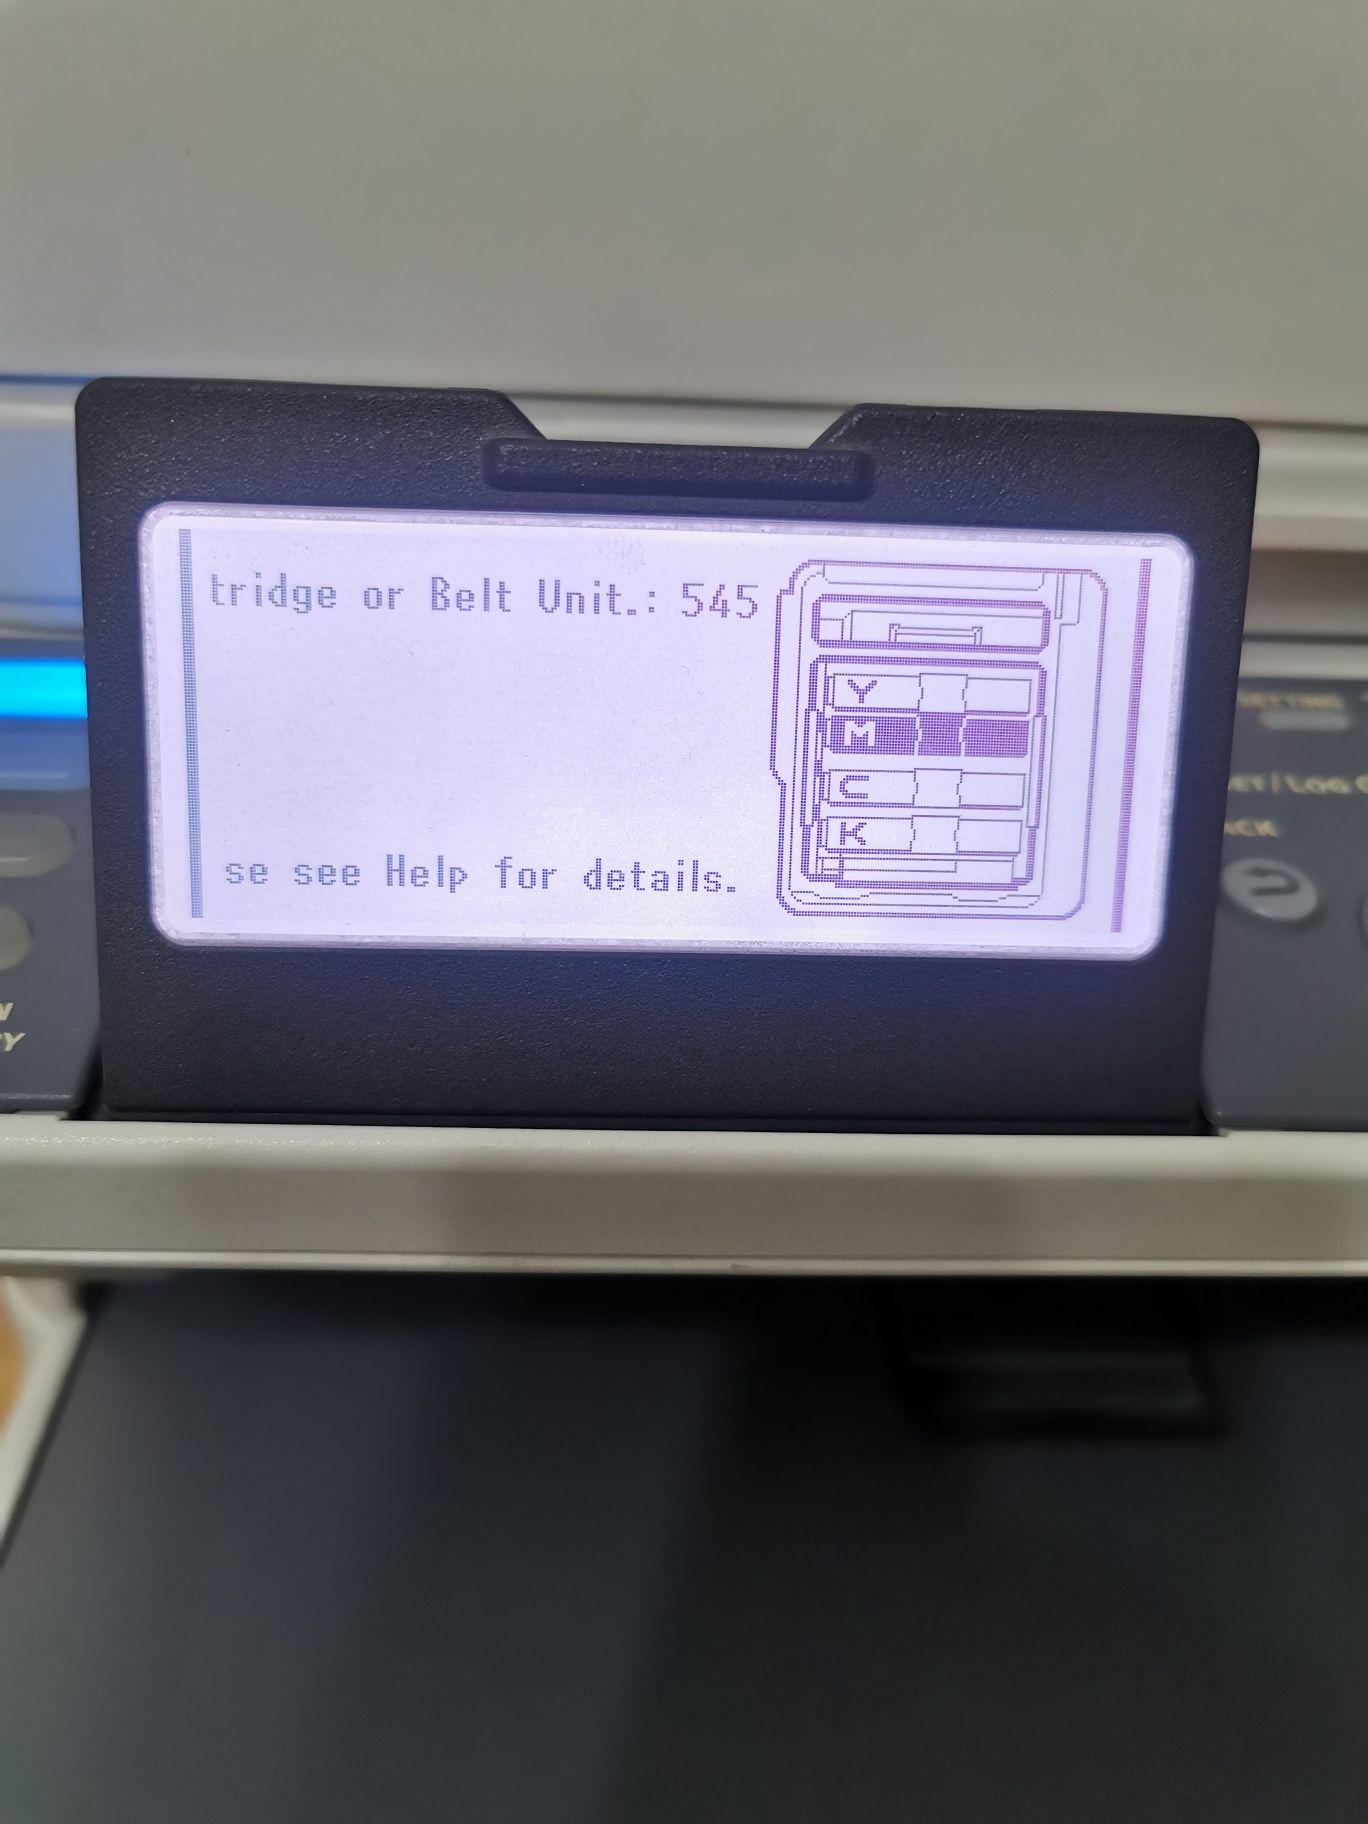 tridge or Belt Unit.: 545
Y
M
C
K
se see Help for details.